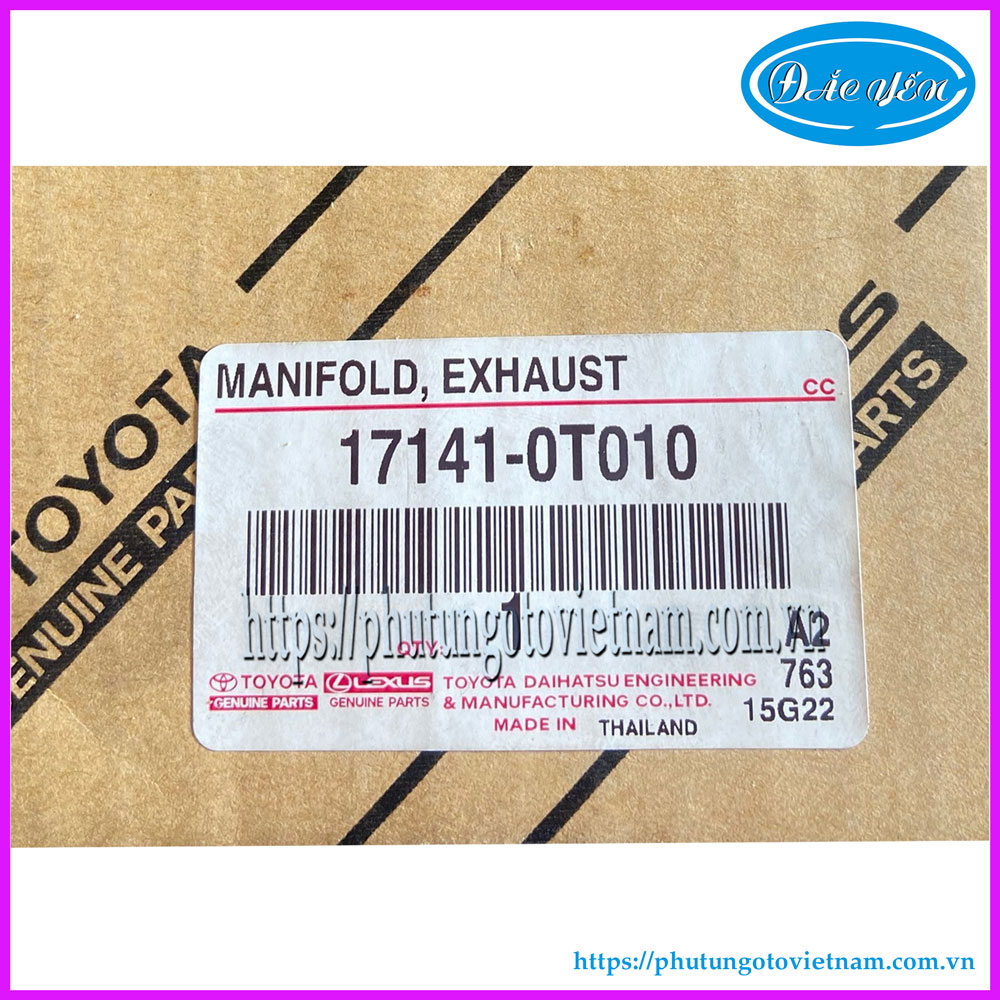 ĐẮC YẾN
TOYOTA
GENUINE PARTS
S
PARTS
MANIFOLD, EXHAUST
CC
17141-0T010
https://phutungotovietnam.com.vn
QTY: 1
A2
TOYOTA LEXUS TOYOTA DAIHATSU ENGINEERING 763
GENUINE PARTS GENUINE PARTS & MANUFACTURING CO.,LTD. 15G22
MADE IN THAILAND
https://phutungotovietnam.com.vn